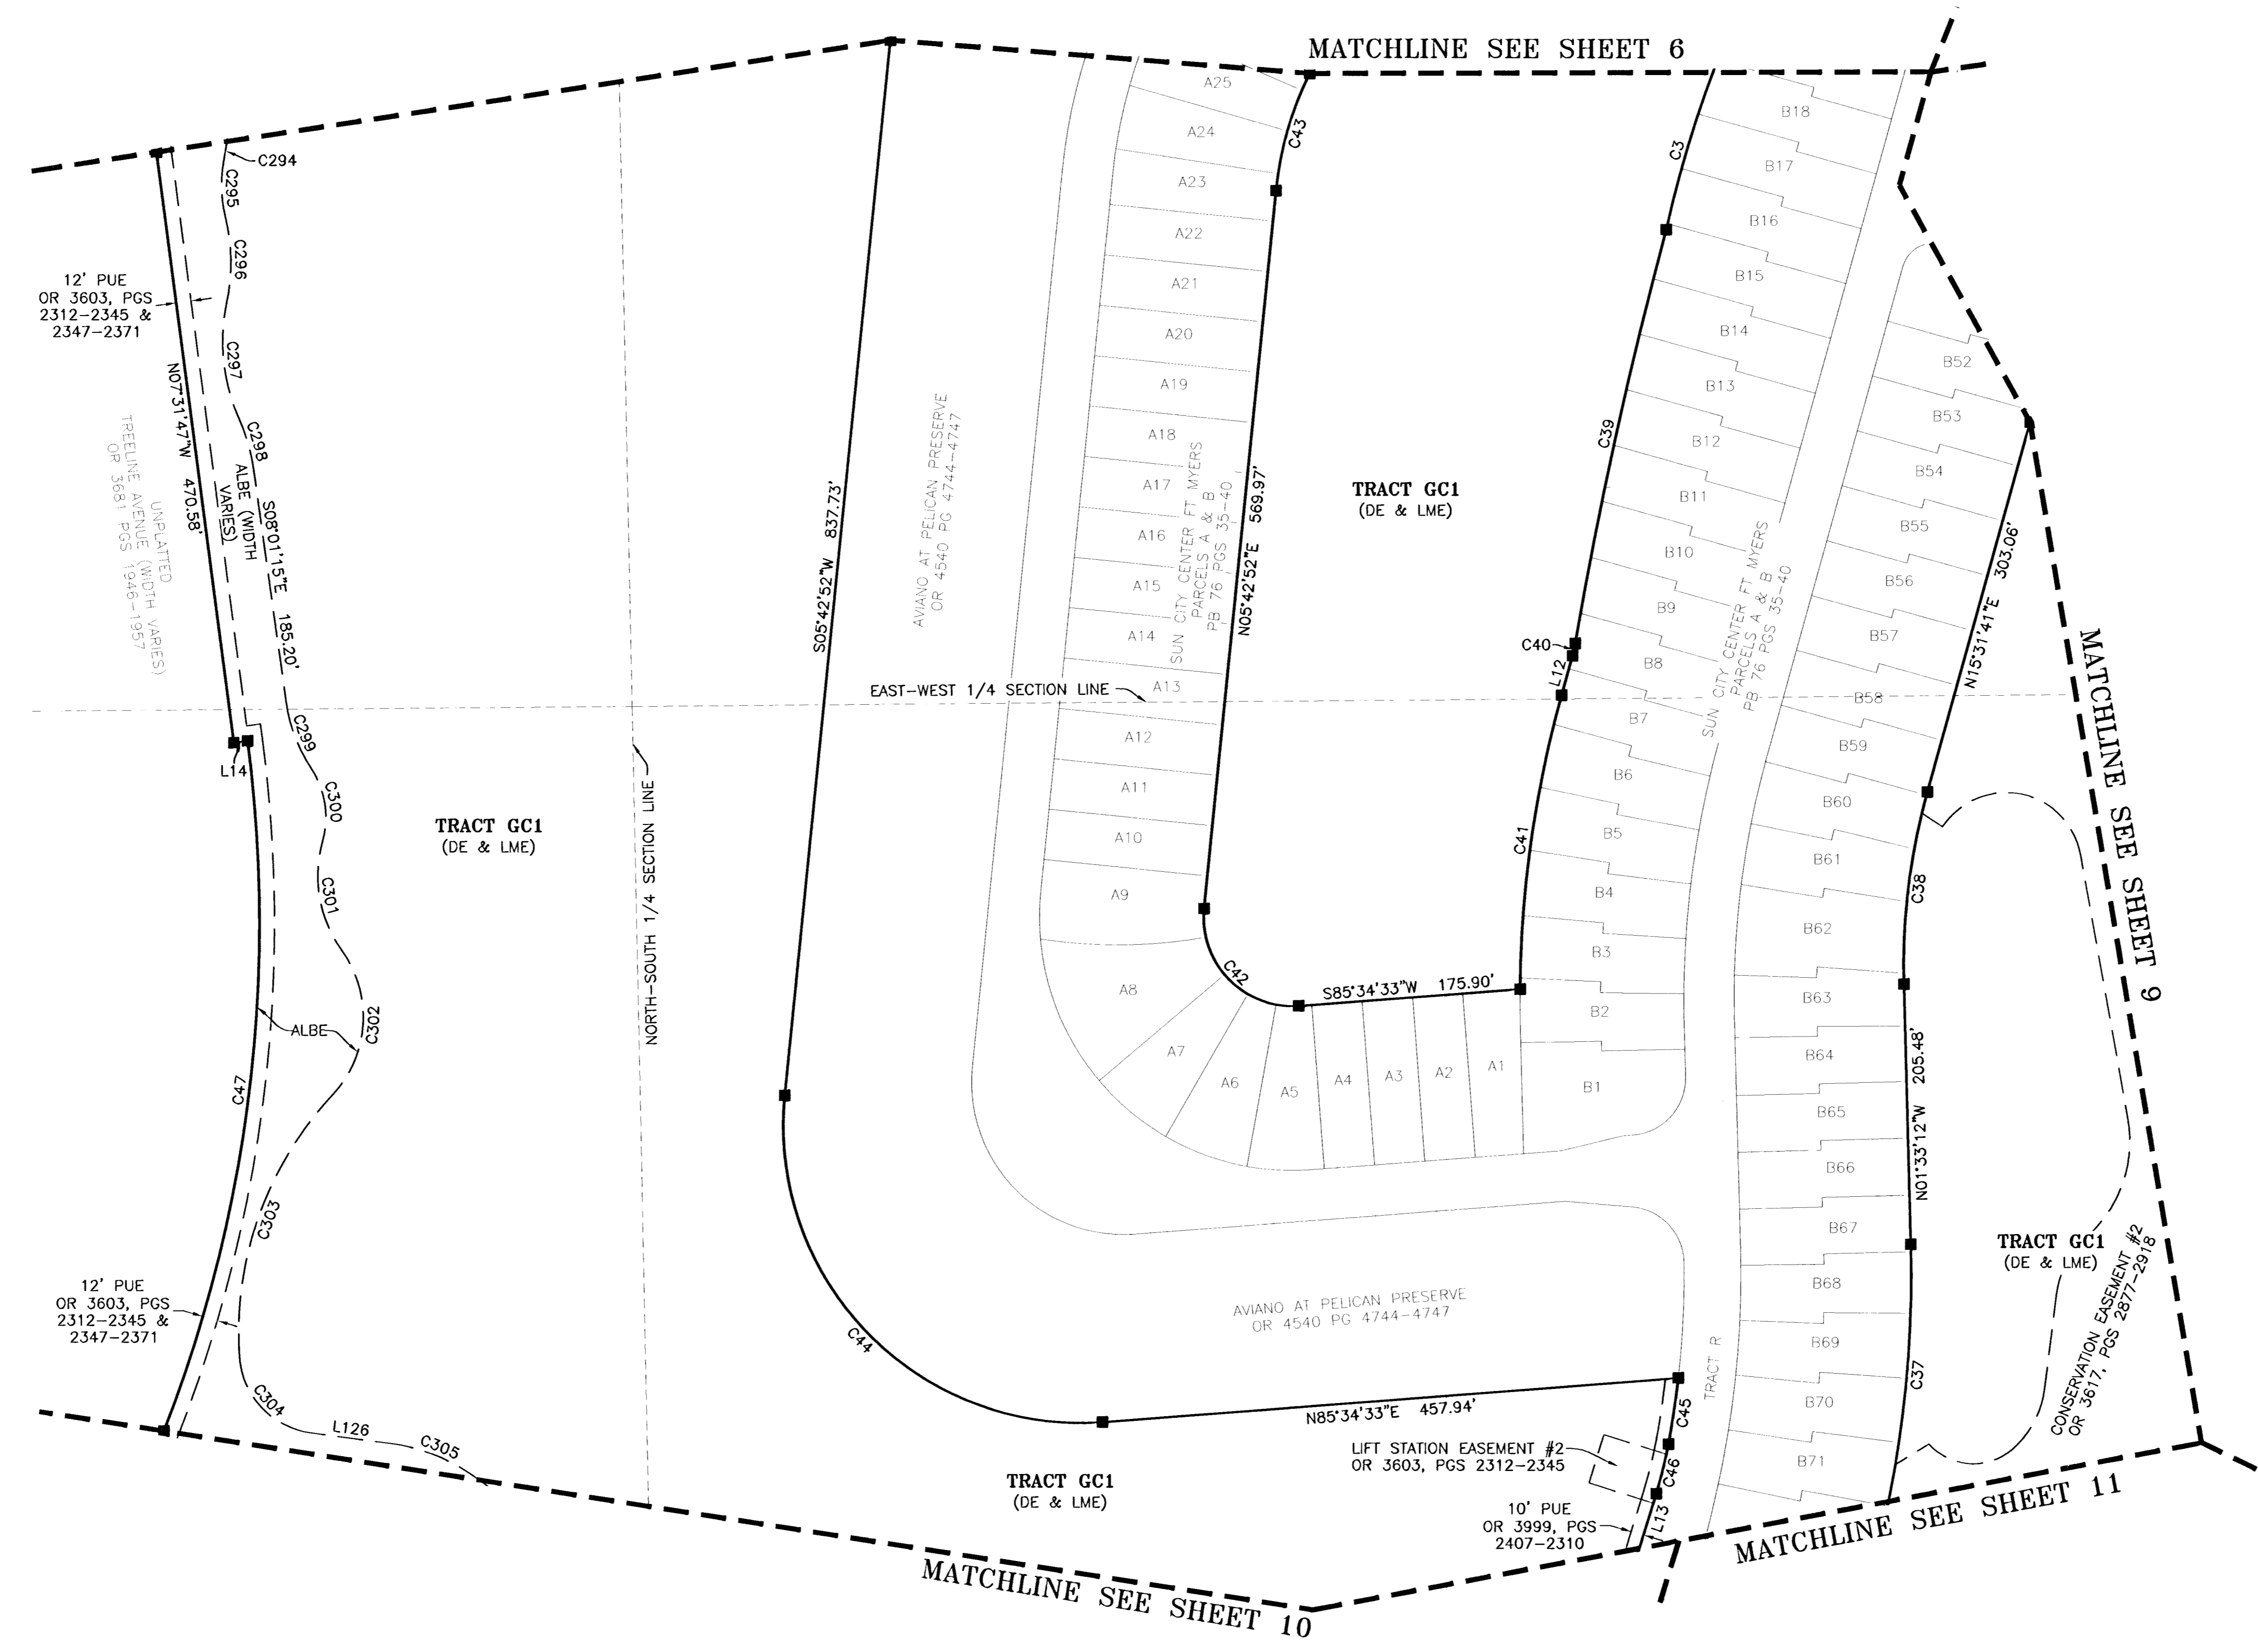 MATCHLINE SEE SHEET 6
C294
C295
C296
C297
C298
12' PUE
OR 3603, PGS
2312-2345 &
2347-2371
N07°31'47"W 470.58'
UNPLATTED
TREELINE AVENUE (WIDTH VARIES)
OR 3681 PGS 1946-1957
ALBE (WIDTH
VARIES)
S08°01'15"E 185.20'
C299
L14
C300
C301
C302
ALBE
C47
C303
12' PUE
OR 3603, PGS
2312-2345 &
2347-2371
C304
L126
C305
TRACT GC1
(DE & LME)
NORTH-SOUTH 1/4 SECTION LINE
EAST-WEST 1/4 SECTION LINE
S05°42'52"W 837.73'
AVIANO AT PELICAN PRESERVE
OR 4540 PG 4744-4747
A25
A24
A23
A22
A21
A20
A19
A18
A17
A16
A15
A14
A13
A12
A11
A10
A9
A8
A7
A6
A5
A4
A3
A2
A1
SUN CITY CENTER FT MYERS
PARCELS A & B
PB 76 PGS 35-40
N05°42'52"E 569.97'
C43
TRACT GC1
(DE & LME)
C42
S85°34'33"W 175.90'
C3
C39
C40
L12
C41
B18
B17
B16
B15
B14
B13
B12
B11
B10
B9
B8
B7
B6
B5
B4
B3
B2
B1
SUN CITY CENTER FT MYERS
PARCELS A & B
PB 76 PGS 35-40
B52
B53
B54
B55
B56
B57
B58
B59
B60
B61
B62
B63
B64
B65
B66
B67
B68
B69
B70
B71
N15°31'41"E 303.06'
C38
N01°33'12"W 205.48'
C37
MATCHLINE SEE SHEET 9
TRACT GC1
(DE & LME)
CONSERVATION EASEMENT #2
OR 3617, PGS 2877-2918
AVIANO AT PELICAN PRESERVE
OR 4540 PG 4744-4747
C44
N85°34'33"E 457.94'
TRACT R
C45
C46
L13
LIFT STATION EASEMENT #2
OR 3603, PGS 2312-2345
10' PUE
OR 3999, PGS
2407-2310
TRACT GC1
(DE & LME)
MATCHLINE SEE SHEET 10
MATCHLINE SEE SHEET 11